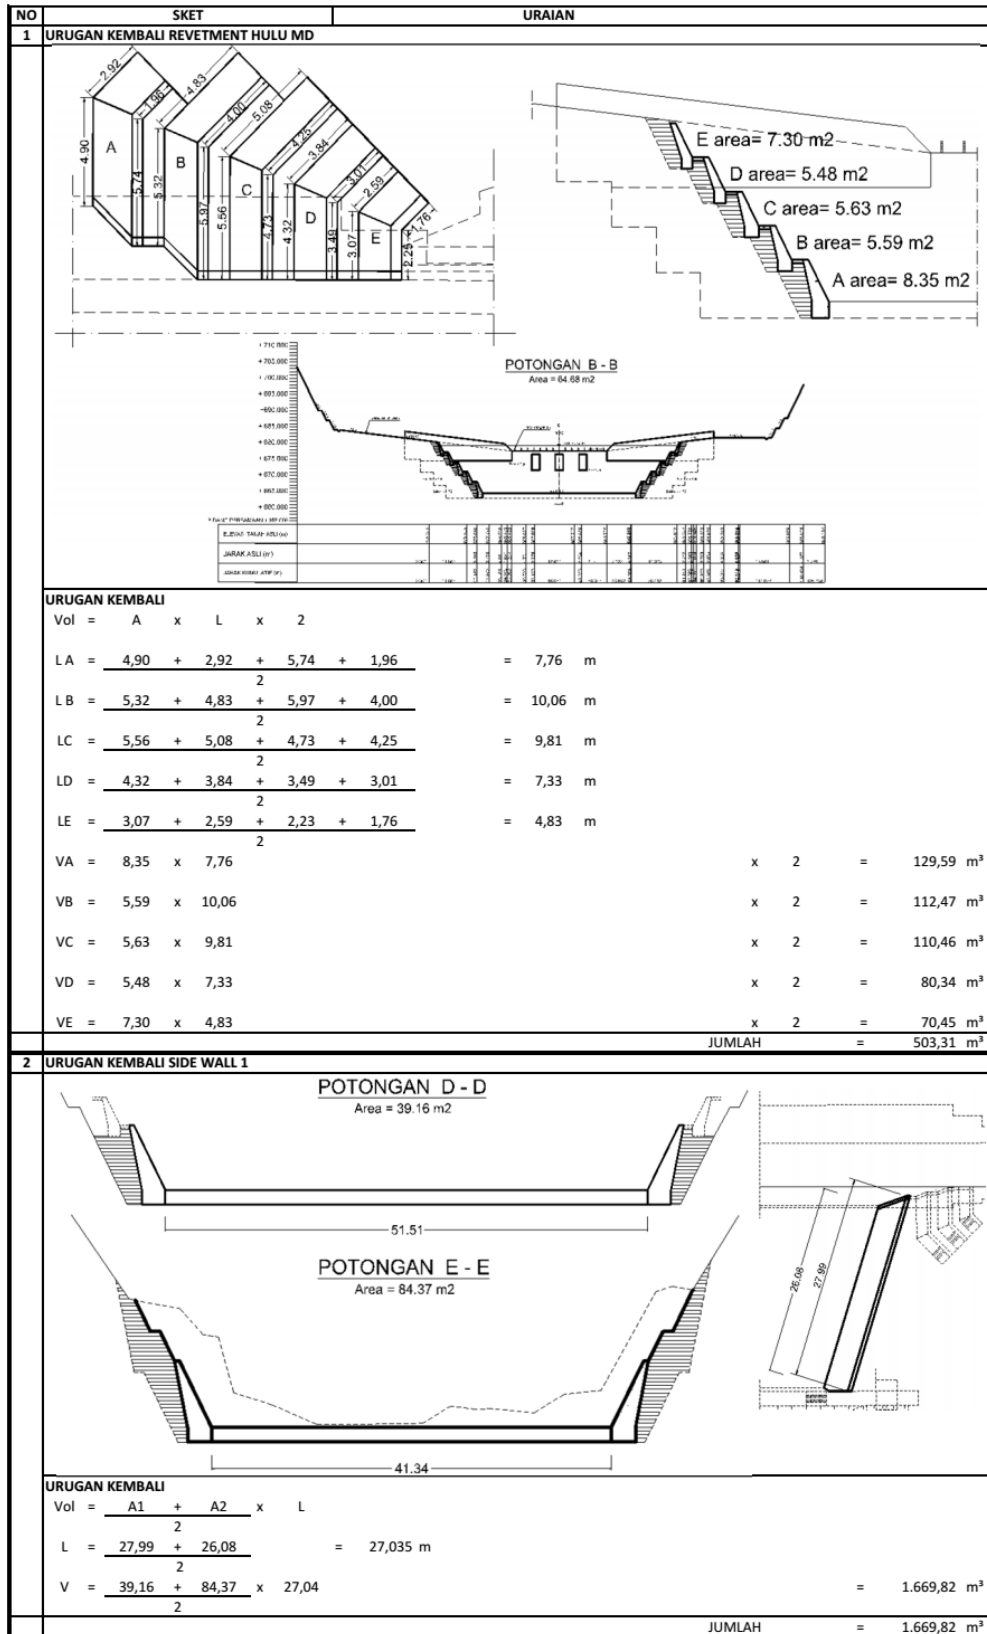 NO SKET URAIAN
1 URUGAN KEMBALI REVETMENT HULU MD
2.92
4.83
1.96
4.00
5.08
4.25
3.84
3.01
2.59
1.76
4.90
5.74
5.32
5.97
5.56
4.73
4.32
3.49
3.07
A
B
C
D
E
E area= 7.30 m2
D area= 5.48 m2
C area= 5.63 m2
B area= 5.59 m2
A area= 8.35 m2
POTONGAN B - B
Area = 64.68 m2
ELEVASI TANAH ASLI (m)
JARAK ASLI (m)
URUGAN KEMBALI
Vol = A x L x 2
L A = 4,90 + 2,92 + 5,74 + 1,96 = 7,76 m
2
L B = 5,32 + 4,83 + 5,97 + 4,00 = 10,06 m
2
LC = 5,56 + 5,08 + 4,73 + 4,25 = 9,81 m
2
LD = 4,32 + 3,84 + 3,49 + 3,01 = 7,33 m
2
LE = 3,07 + 2,59 + 2,23 + 1,76 = 4,83 m
2
VA = 8,35 x 7,76 x 2 = 129,59 m³
VB = 5,59 x 10,06 x 2 = 112,47 m³
VC = 5,63 x 9,81 x 2 = 110,46 m³
VD = 5,48 x 7,33 x 2 = 80,34 m³
VE = 7,30 x 4,83 x 2 = 70,45 m³
JUMLAH = 503,31 m³
2 URUGAN KEMBALI SIDE WALL 1
POTONGAN D - D
Area = 39.16 m2
51.51
POTONGAN E - E
Area = 84.37 m2
41.34
26.08
27.99
URUGAN KEMBALI
Vol = A1 + A2 x L
2
L = 27,99 + 26,08 = 27,035 m
2
V = 39,16 + 84,37 x 27,04 = 1.669,82 m³
2
JUMLAH = 1.669,82 m³